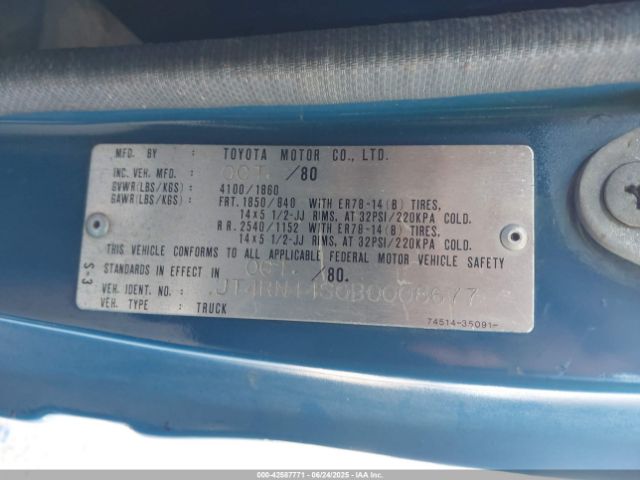 MFD. BY : TOYOTA MOTOR CO., LTD.
INC. VEH. MFD. : OCT. /80
GVWR(LBS/KGS) : 4100/1860
GAWR(LBS/KGS) : FRT. 1850/840 WITH ER78-14(B) TIRES,
14x5 1/2-JJ RIMS, AT 32PSI/220KPA COLD.
RR. 2540/1152 WITH ER78-14(B) TIRES,
14x5 1/2-JJ RIMS, AT 32PSI/220KPA COLD.
THIS VEHICLE CONFORMS TO ALL APPLICABLE FEDERAL MOTOR VEHICLE SAFETY
STANDARDS IN EFFECT IN OCT. /80.
VEH. IDENT. NO. : JT4RN44S0B0008677
VEH. TYPE : TRUCK
S-3
74514-35091-
000-42587771 - 06/24/2025 - IAA Inc.